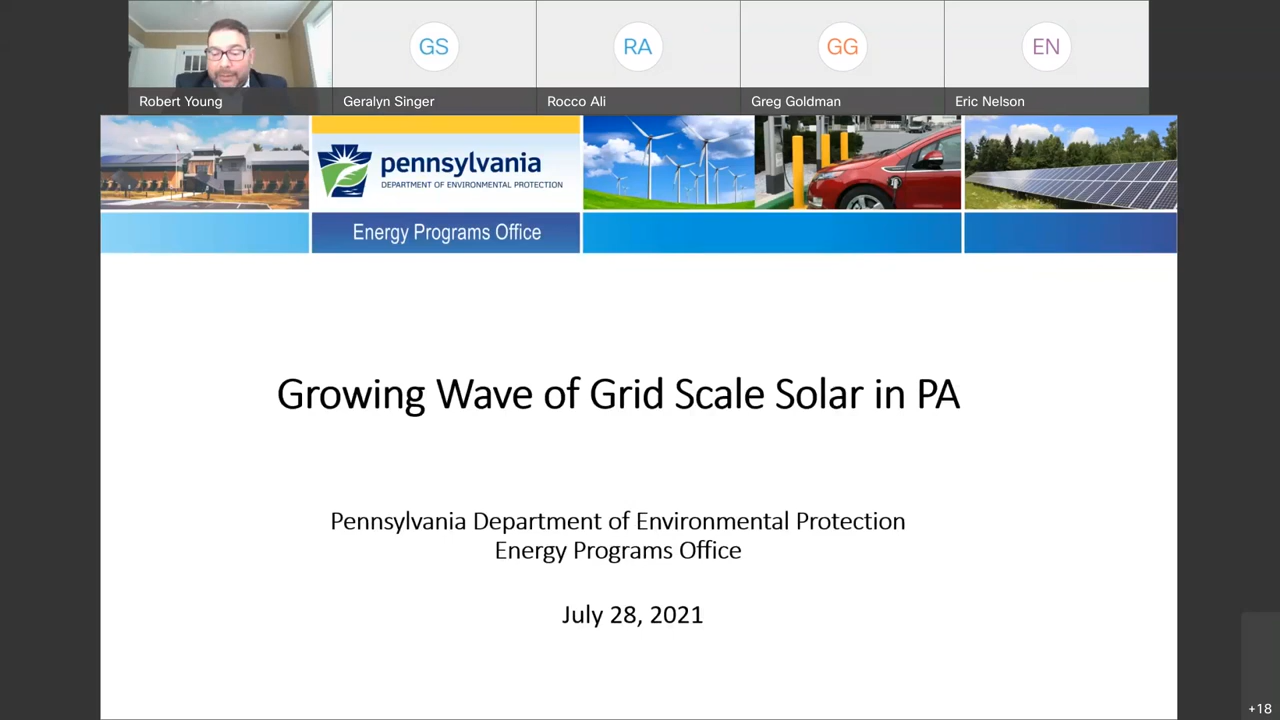 GS
RA
GG
EN
Robert Young
Geralyn Singer
Rocco Ali
Greg Goldman
Eric Nelson
pennsylvania
DEPARTMENT OF ENVIRONMENTAL PROTECTION
Energy Programs Office
Growing Wave of Grid Scale Solar in PA
Pennsylvania Department of Environmental Protection
Energy Programs Office
July 28, 2021
+18